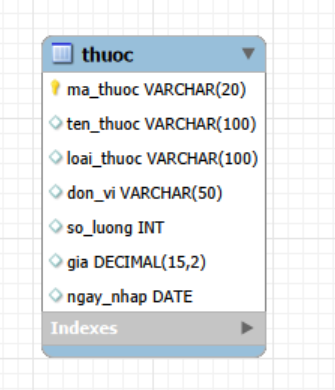 thuoc
ma_thuoc VARCHAR(20)
ten_thuoc VARCHAR(100)
loai_thuoc VARCHAR(100)
don_vi VARCHAR(50)
so_luong INT
gia DECIMAL(15,2)
ngay_nhap DATE
Indexes